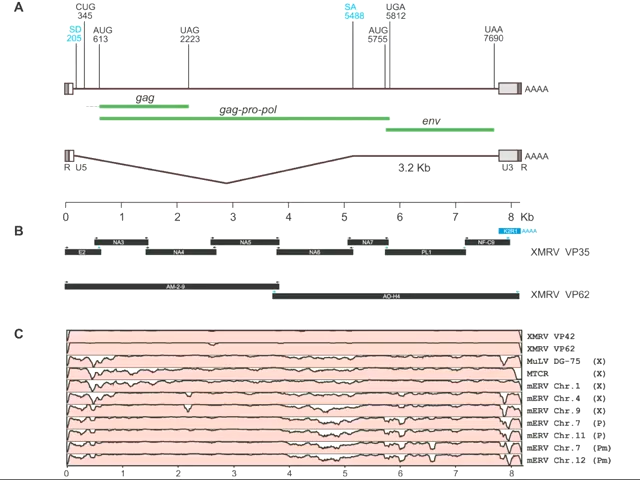 A
CUG
345
SD
205
AUG
613
UAG
2223
SA
5488
UGA
5812
AUG
5755
UAA
7690
AAAA
gag
gag-pro-pol
env
3.2 Kb
R U5
U3 R
AAAA
0 1 2 3 4 5 6 7 8 Kb
B
K2R1 AAAA
NA3 NA5 NA7 NF-C9
E2 NA4 NA6 PL1
XMRV VP35
AM-2-9
AO-H4
XMRV VP62
C
XMRV VP42
XMRV VP62
MuLV DG-75 (X)
MTCR (X)
mERV Chr.1 (X)
mERV Chr.4 (X)
mERV Chr.9 (X)
mERV Chr.7 (P)
mERV Chr.11 (P)
mERV Chr.7 (Pm)
mERV Chr.12 (Pm)
0 1 2 3 4 5 6 7 8